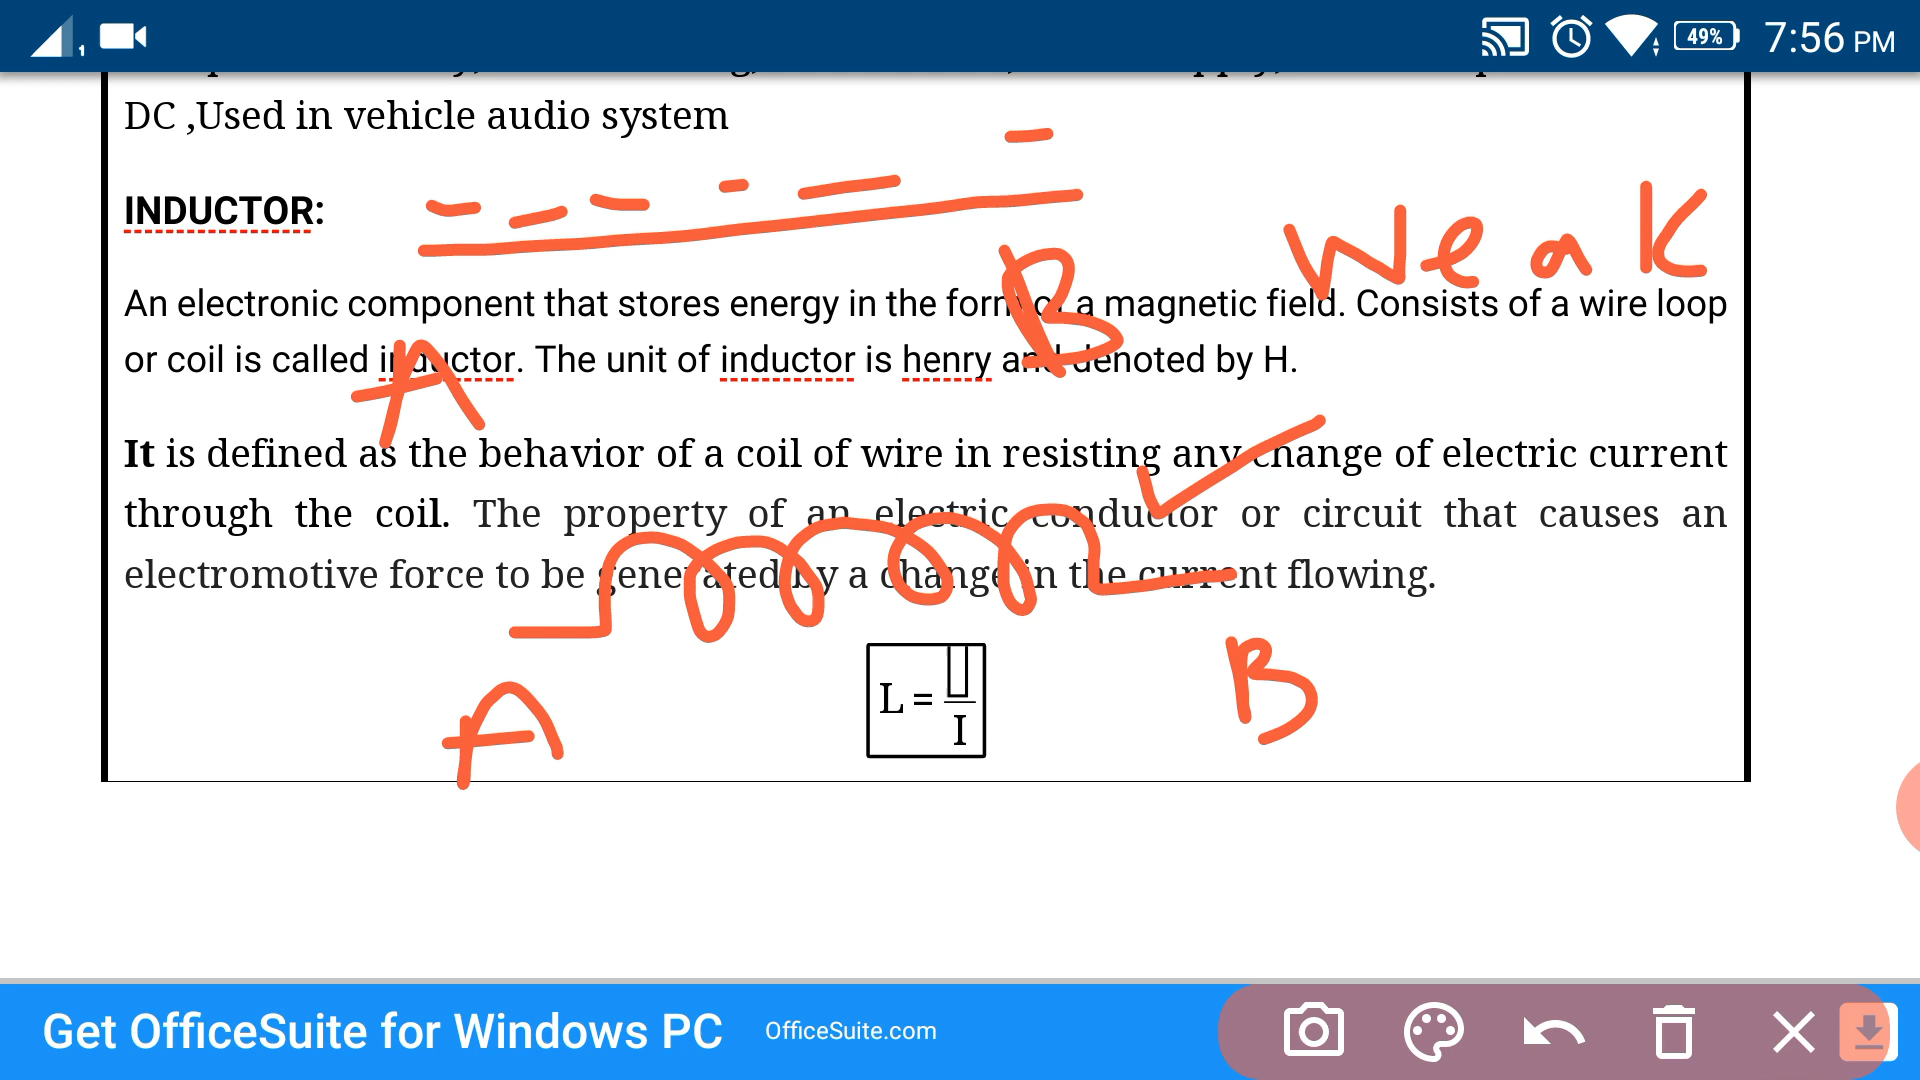 1 49% 7:56 PM
DC ,Used in vehicle audio system
INDUCTOR:
Weak
B
An electronic component that stores energy in the form of a magnetic field. Consists of a wire loop
or coil is called inductor. The unit of inductor is henry and denoted by H.
A
It is defined as the behavior of a coil of wire in resisting any change of electric current
through the coil. The property of an electric conductor or circuit that causes an
electromotive force to be generated by a change in the current flowing.
A B
L = ▯/I
Get OfficeSuite for Windows PC OfficeSuite.com